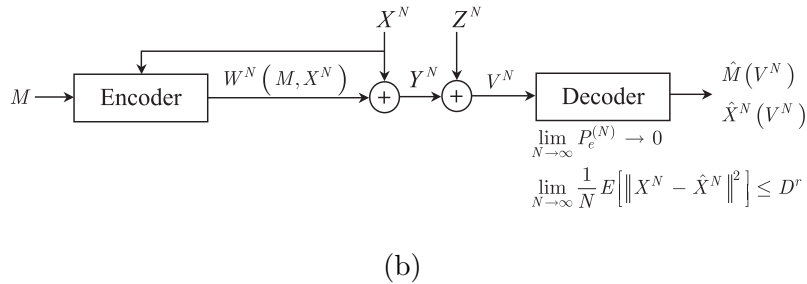 X^N
Z^N
M
Encoder
W^N (M, X^N)
+
Y^N
+
V^N
Decoder
M̂(V^N)
X̂^N(V^N)
lim_{N→∞} P_e^{(N)} → 0
lim_{N→∞} 1/N E[‖X^N − X̂^N‖^2] ≤ D^r
(b)